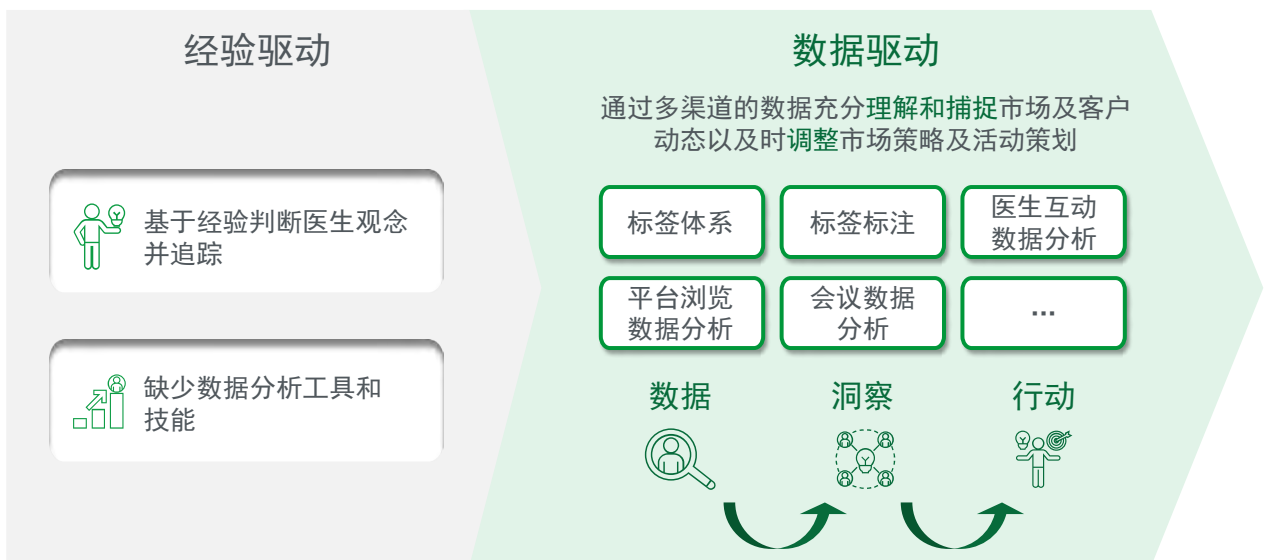 经验驱动
基于经验判断医生观念
并追踪
缺少数据分析工具和
技能
数据驱动
通过多渠道的数据充分理解和捕捉市场及客户
动态以及时调整市场策略及活动策划
标签体系
标签标注
医生互动
数据分析
平台浏览
数据分析
会议数据
分析
...
数据
洞察
行动